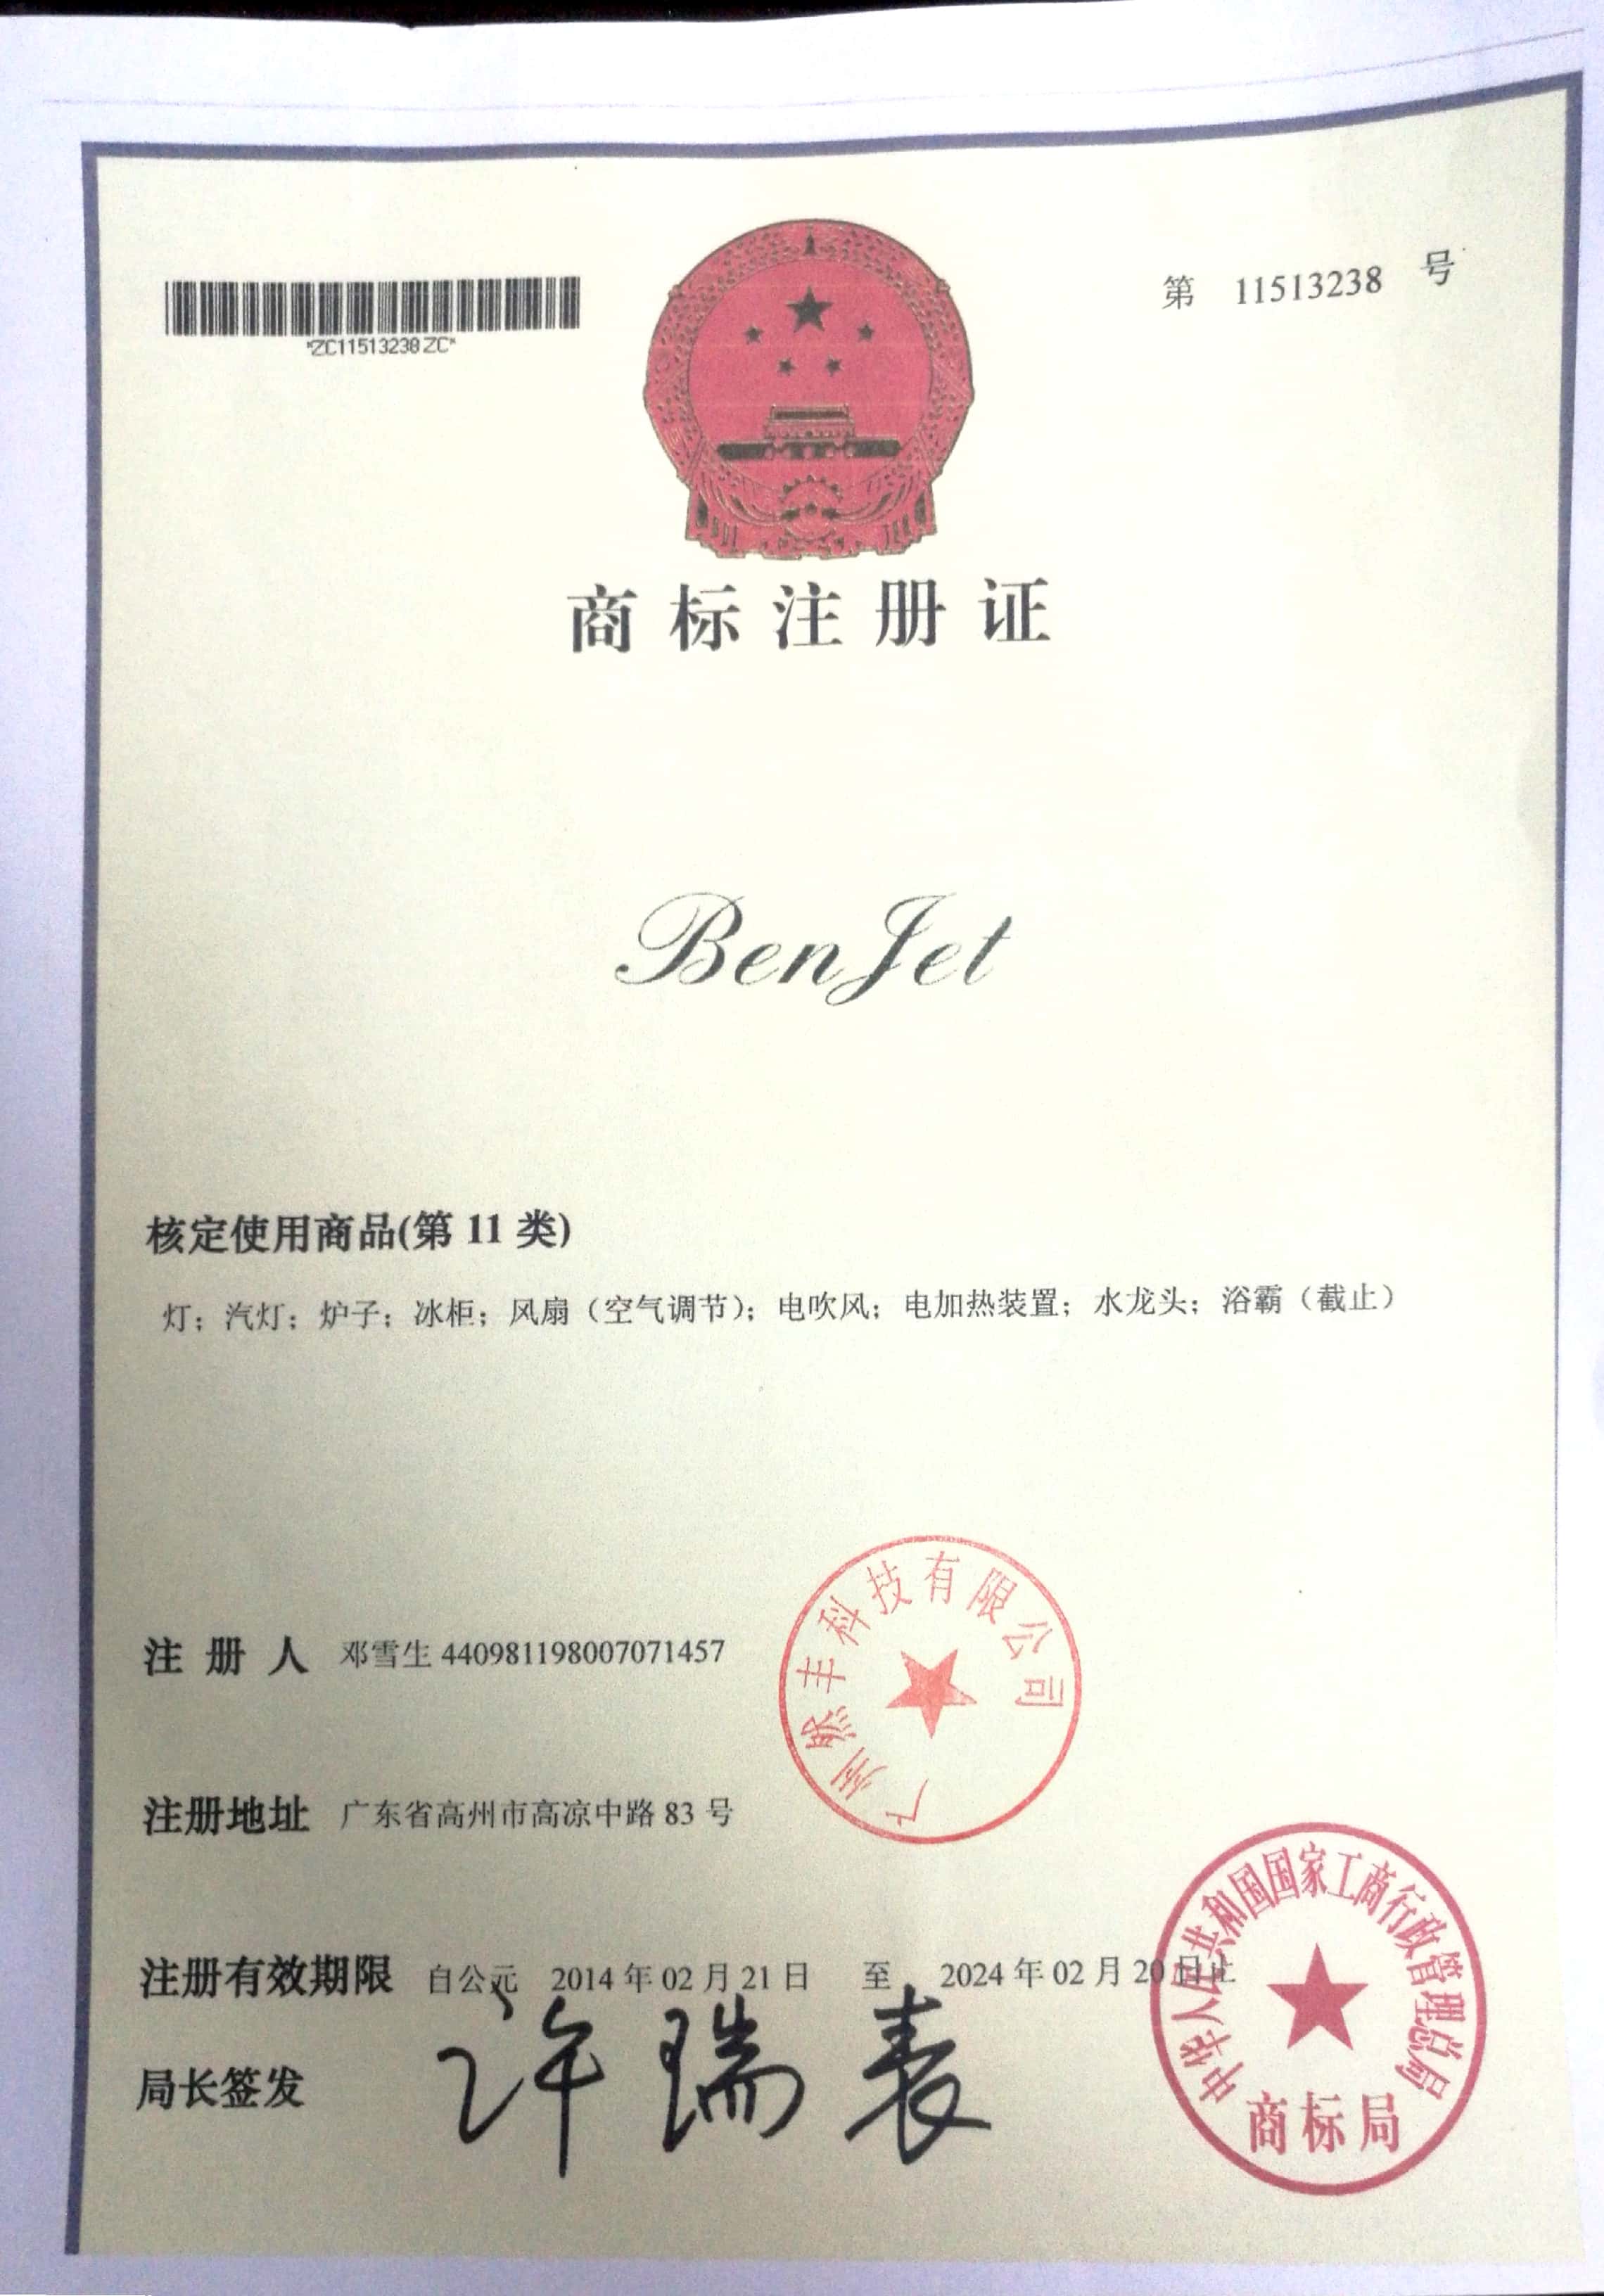 第 11513238 号
*ZC11513238ZC*
商标注册证
BenJet
核定使用商品(第 11 类)
灯；汽灯；炉子；冰柜；风扇（空气调节）；电吹风；电加热装置；水龙头；浴霸（截止）
注册人 邓雪生 440981198007071457
广州 丰科技有限公司
注册地址 广东省高州市高凉中路 83 号
注册有效期限 自公元 2014 年 02 月 21 日 至 2024 年 02 月 20 日止
局长签发 许瑞表
中华人民共和国国家工商行政管理总局
商标局